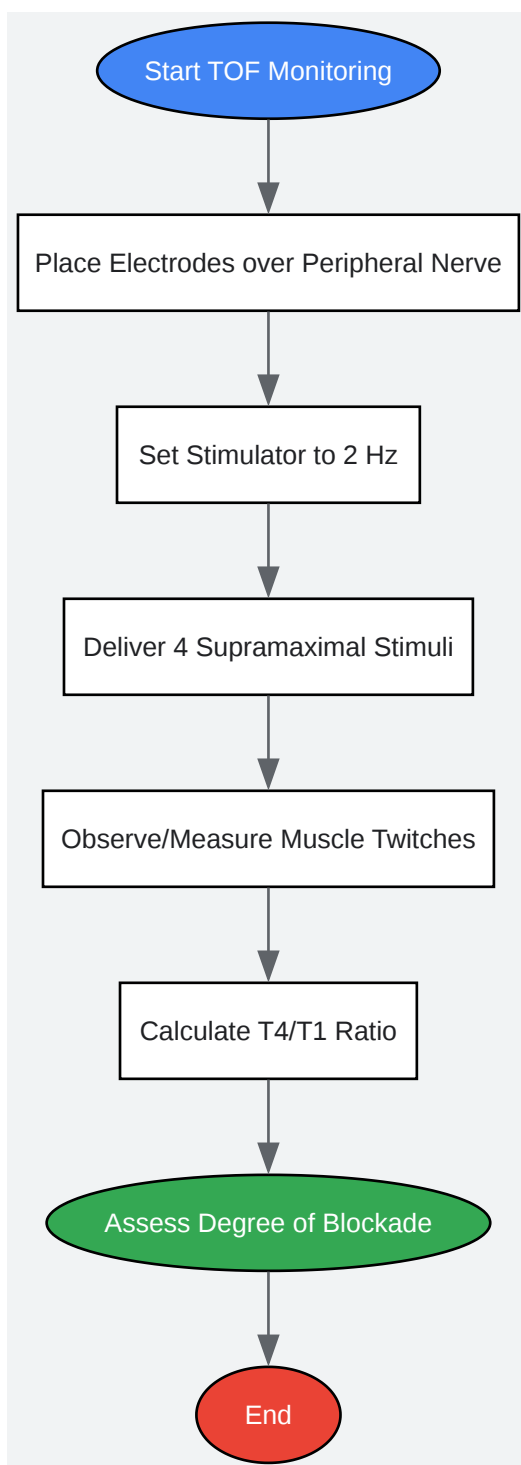 Start TOF Monitoring
Place Electrodes over Peripheral Nerve
Set Stimulator to 2 Hz
Deliver 4 Supramaximal Stimuli
Observe/Measure Muscle Twitches
Calculate T4/T1 Ratio
Assess Degree of Blockade
End